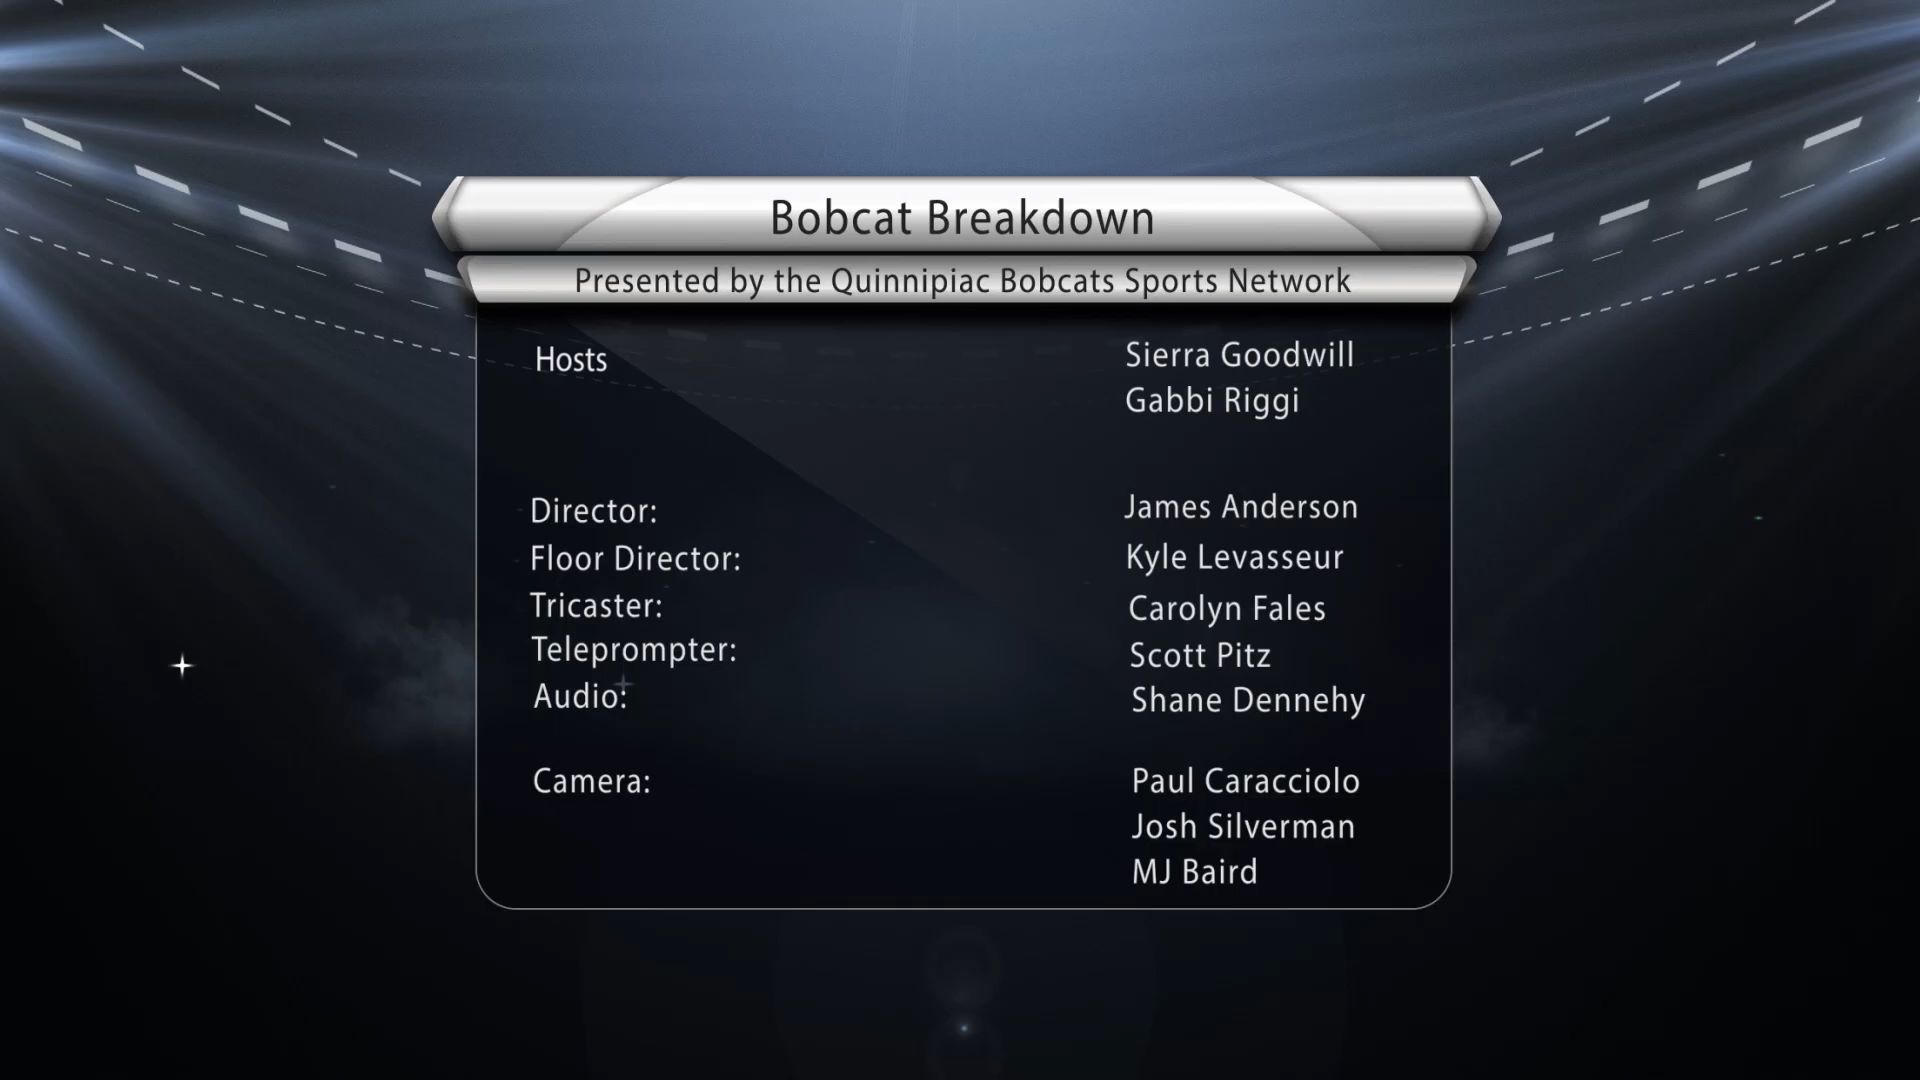 Bobcat Breakdown
Presented by the Quinnipiac Bobcats Sports Network
Hosts Sierra Goodwill
Gabbi Riggi
Director: James Anderson
Floor Director: Kyle Levasseur
Tricaster: Carolyn Fales
Teleprompter: Scott Pitz
Audio: Shane Dennehy
Camera: Paul Caracciolo
Josh Silverman
MJ Baird